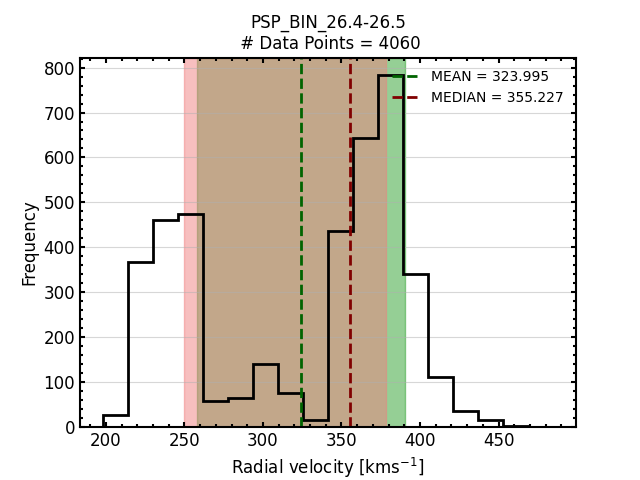 PSP_BIN_26.4-26.5
# Data Points = 4060
MEAN = 323.995
MEDIAN = 355.227
Frequency
800
700
600
500
400
300
200
100
0
200 250 300 350 400 450
Radial velocity [kms⁻¹]